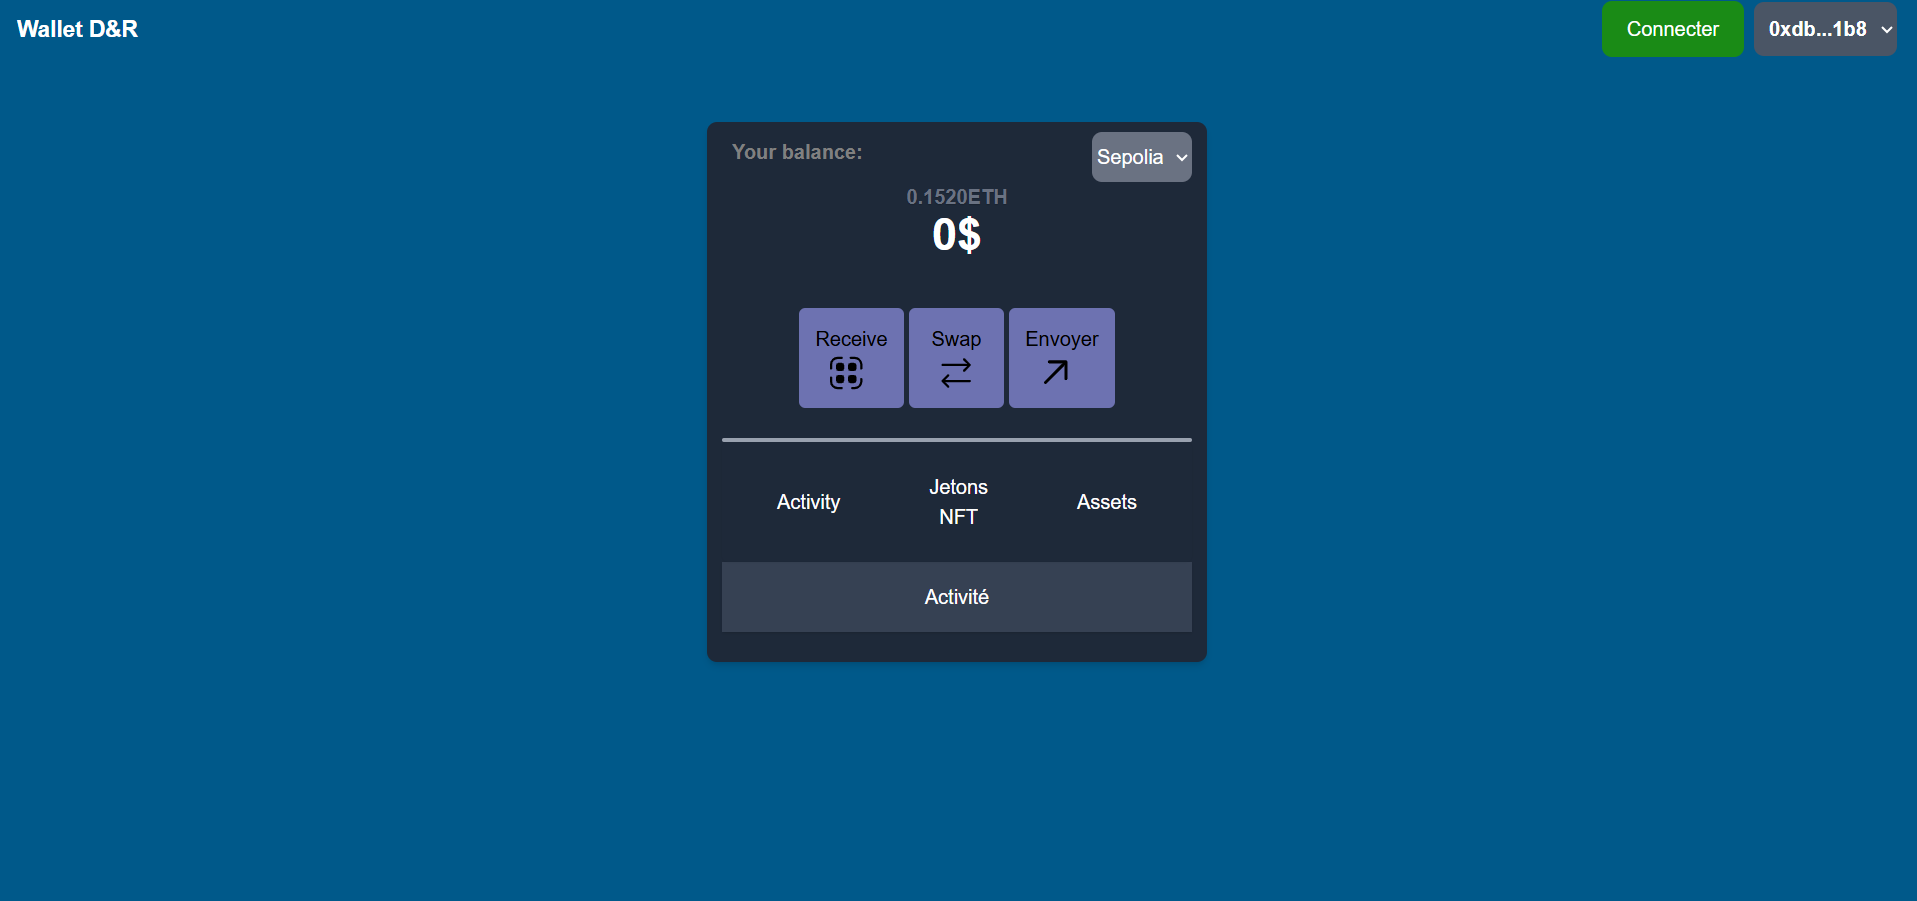 Wallet D&R
Connecter
0xdb...1b8
Your balance:
Sepolia
0.1520ETH
0$
Receive
Swap
Envoyer
Activity
Jetons
NFT
Assets
Activité